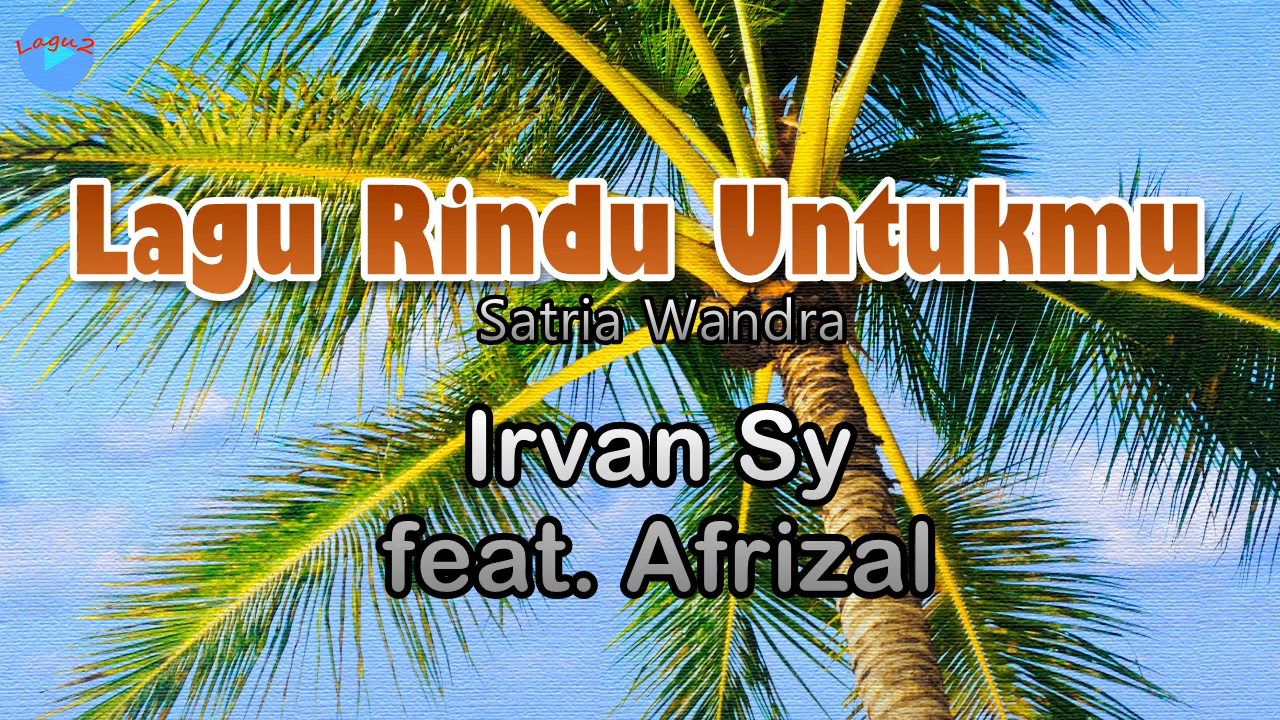 Lagu2
Lagu Rindu Untukmu
Satria Wandra
Irvan Sy
feat. Afrizal